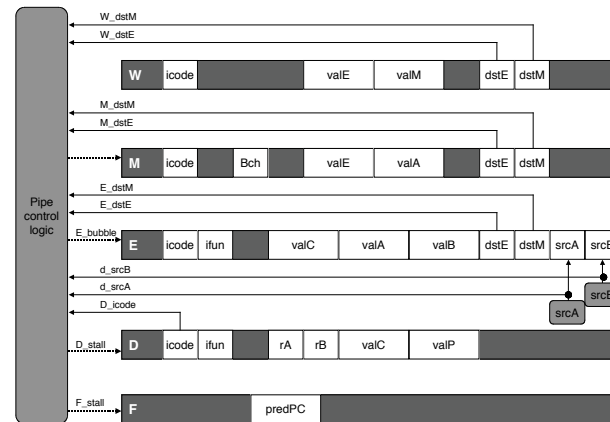 W_dstM
W_dstE
W icode valE valM dstE dstM
M_dstM
M_dstE
M icode Bch valE valA dstE dstM
E_dstM
E_dstE
Pipe
control
logic
E_bubble
E icode ifun valC valA valB dstE dstM srcA srcB
d_srcB
srcB
d_srcA
srcA
D_icode
D_stall
D icode ifun rA rB valC valP
F_stall
F predPC